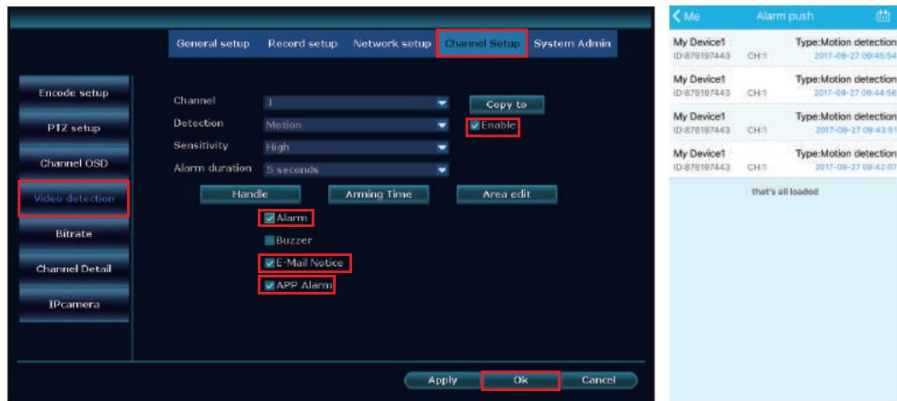 General setup Record setup Network setup Channel Setup System Admin
Encode setup
PTZ setup
Channel OSD
Video detection
Bitrate
Channel Detail
IPcamera
Channel 1 Copy to
Detection Motion Enable
Sensitivity High
Alarm duration 5 seconds
Handle Arming Time Area edit
Alarm
Buzzer
E-Mail Notice
APP Alarm
Apply Ok Cancel
Me Alarm push
My Device1 Type:Motion detection
ID:878197443 CH:1 2017-09-27 09:45:54
My Device1 Type:Motion detection
ID:878197443 CH:1 2017-09-27 09:44:56
My Device1 Type:Motion detection
ID:878197443 CH:1 2017-09-27 09:43:51
My Device1 Type:Motion detection
ID:878197443 CH:1 2017-09-27 09:42:07
that's all loaded